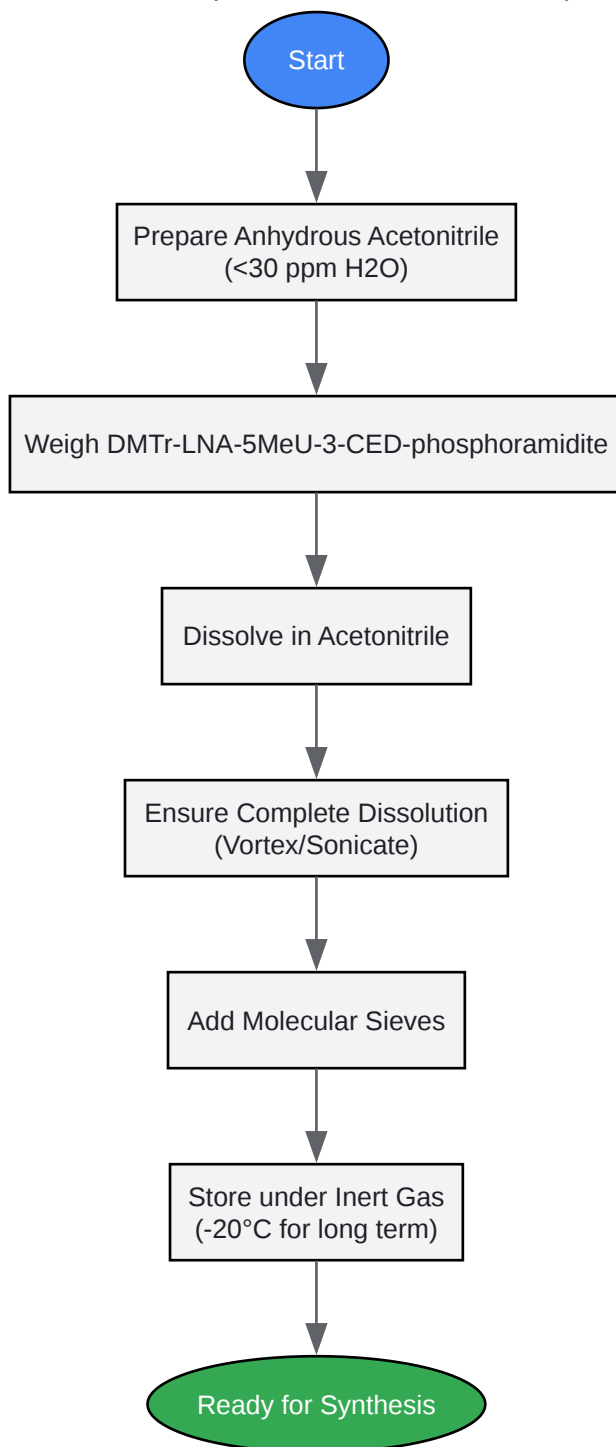 Start
Prepare Anhydrous Acetonitrile
(<30 ppm H2O)
Weigh DMTr-LNA-5MeU-3-CED-phosphoramidite
Dissolve in Acetonitrile
Ensure Complete Dissolution
(Vortex/Sonicate)
Add Molecular Sieves
Store under Inert Gas
(-20°C for long term)
Ready for Synthesis